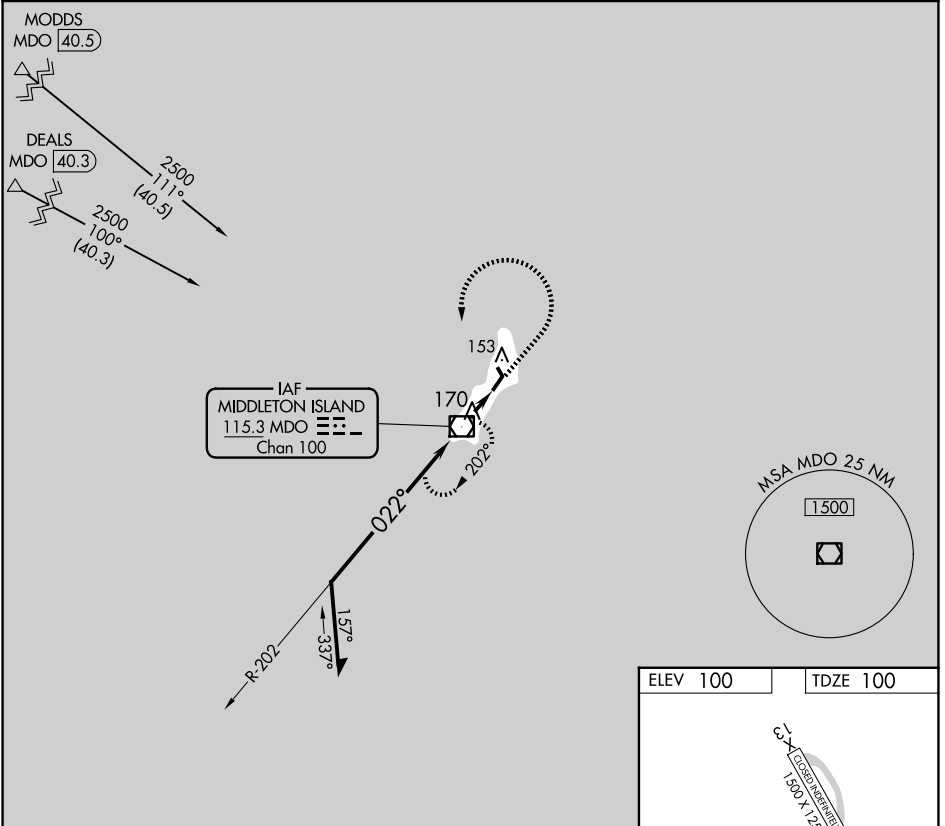 MODDS
MDO 40.5
2500
111°
(40.5)
DEALS
MDO 40.3
2500
100°
(40.3)
153
170
IAF
MIDDLETON ISLAND
115.3 MDO
Chan 100
202°
022°
157°
337°
R-202
MSA MDO 25 NM
1500
ELEV 100
TDZE 100
13
CLOSED
1500 X